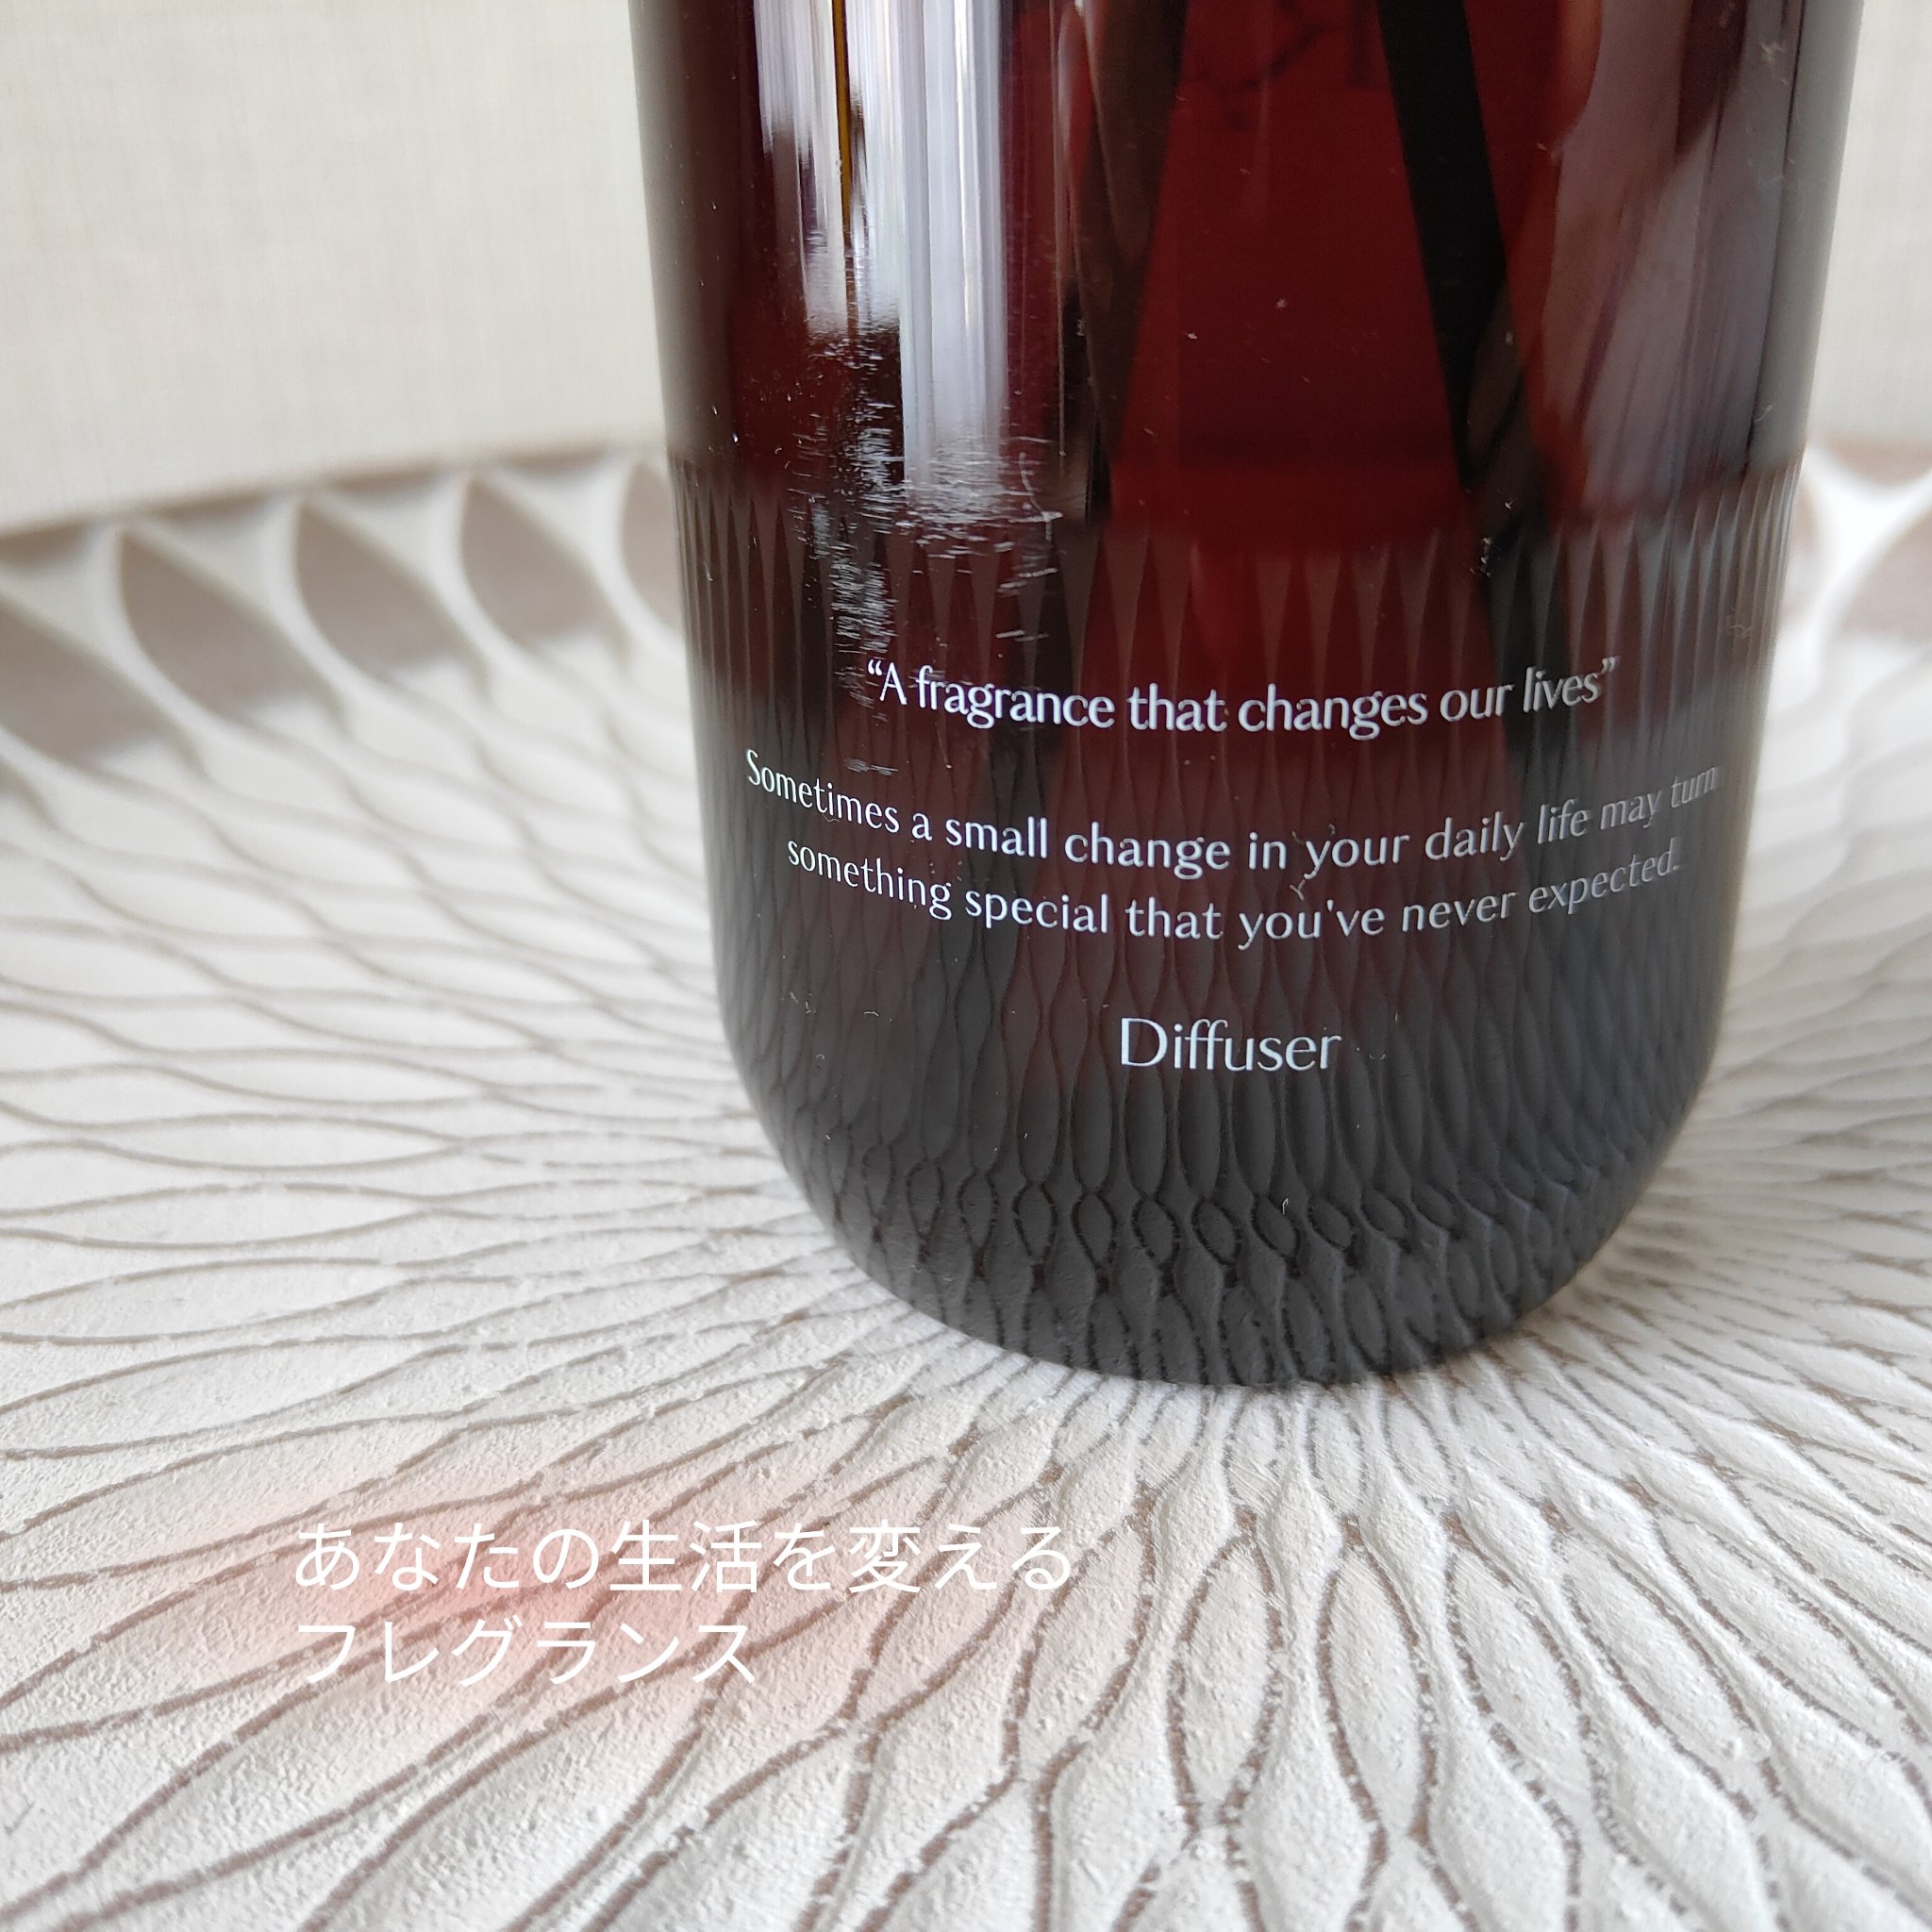 “A fragrance that changes our lives”
Sometimes a small change in your daily life may turn
something special that you've never expected.
Diffuser
あなたの生活を変える
フレグランス